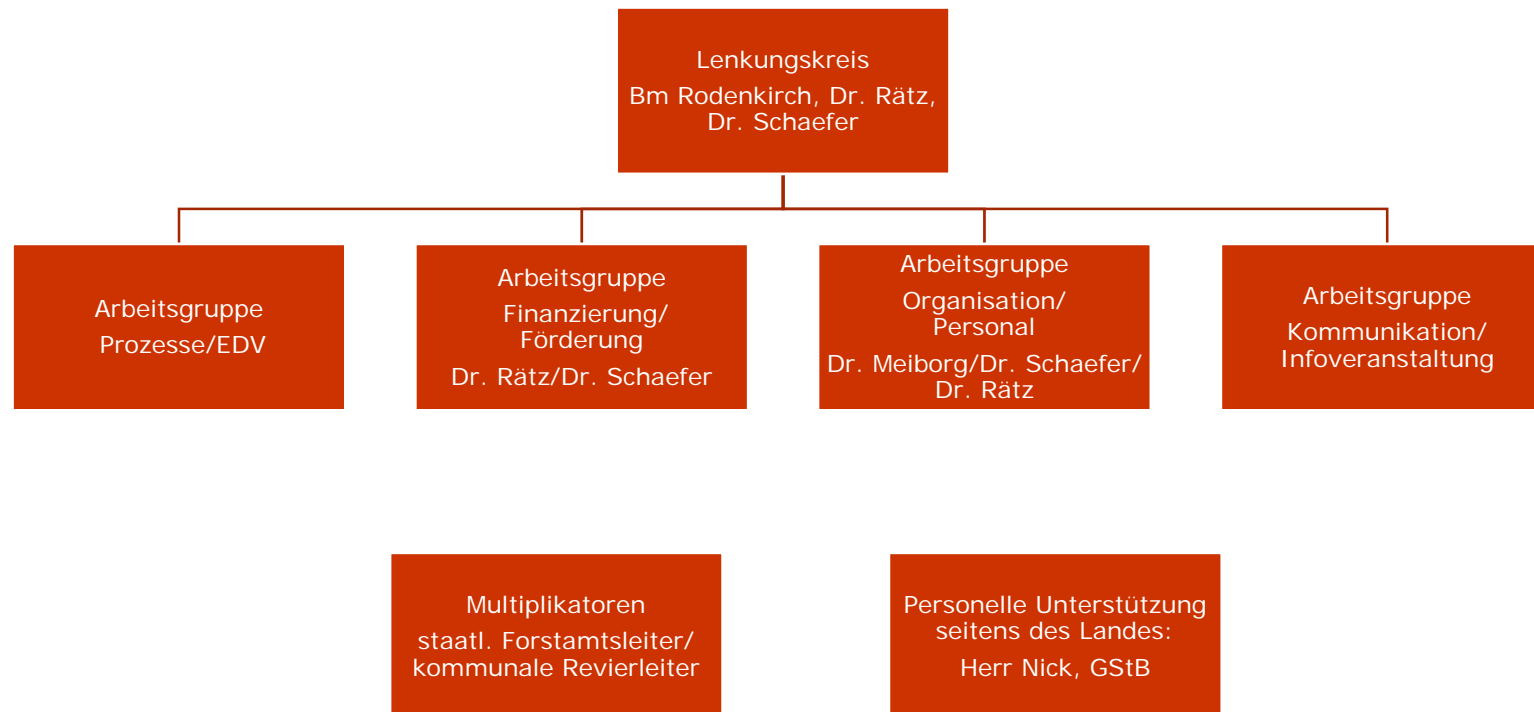 Lenkungskreis
Bm Rodenkirch, Dr. Rätz,
Dr. Schaefer
Arbeitsgruppe
Prozesse/EDV
Arbeitsgruppe
Finanzierung/
Förderung
Dr. Rätz/Dr. Schaefer
Arbeitsgruppe
Organisation/
Personal
Dr. Meiborg/Dr. Schaefer/
Dr. Rätz
Arbeitsgruppe
Kommunikation/
Infoveranstaltung
Multiplikatoren
staatl. Forstamtsleiter/
kommunale Revierleiter
Personelle Unterstützung
seitens des Landes:
Herr Nick, GStB